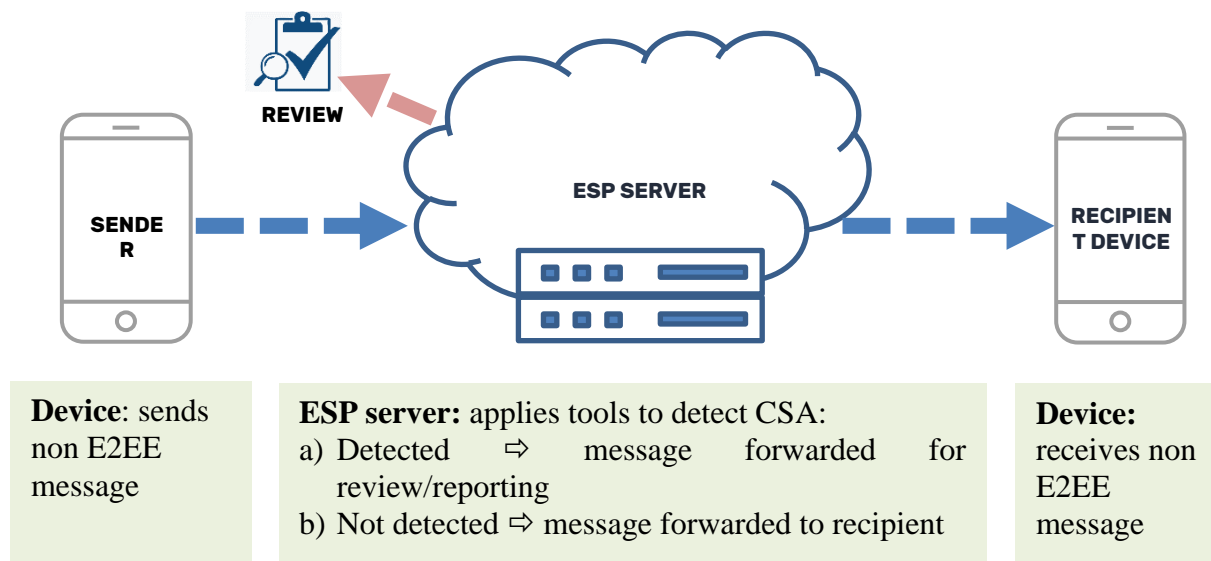 REVIEW
ESP SERVER
SENDE
R
RECIPIEN
T DEVICE
Device: sends
non E2EE
message
ESP server: applies tools to detect CSA:
a) Detected ⇨ message forwarded for
review/reporting
b) Not detected ⇨ message forwarded to recipient
Device:
receives non
E2EE
message